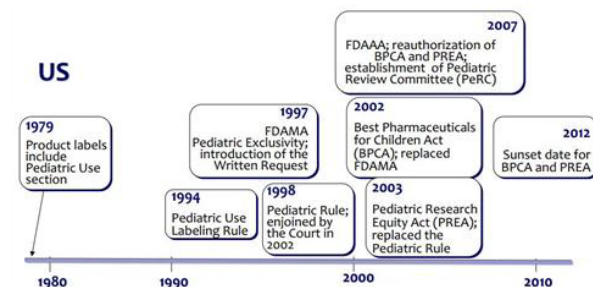 US
1979
Product labels
include
Pediatric Use
section
1994
Pediatric Use
Labeling Rule
1997
FDAMA
Pediatric Exclusivity;
introduction of the
Written Request
1998
Pediatric Rule;
enjoined by
the Court in
2002
2007
FDAAA; reauthorization of
BPCA and PREA;
establishment of Pediatric
Review Committee (PeRC)
2002
Best Pharmaceuticals
for Children Act
(BPCA); replaced
FDAMA
2003
Pediatric Research
Equity Act (PREA);
replaced the
Pediatric Rule
2012
Sunset date for
BPCA and PREA
1980
1990
2000
2010